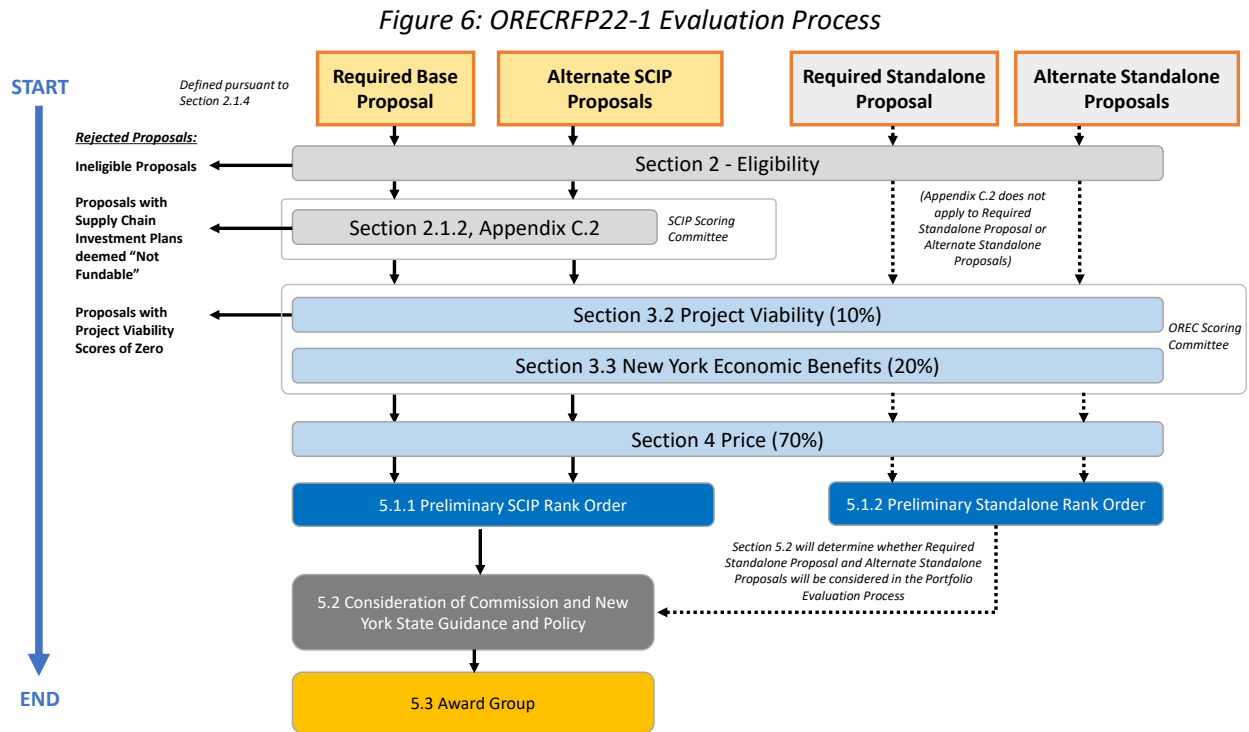 Figure 6: ORECRFP22-1 Evaluation Process
START
Defined pursuant to
Section 2.1.4
Required Base
Proposal
Alternate SCIP
Proposals
Required Standalone
Proposal
Alternate Standalone
Proposals
Rejected Proposals:
Ineligible Proposals
Section 2 - Eligibility
Proposals with
Supply Chain
Investment Plans
deemed “Not
Fundable”
Section 2.1.2, Appendix C.2
SCIP Scoring
Committee
(Appendix C.2 does not
apply to Required
Standalone Proposal or
Alternate Standalone
Proposals)
Proposals with
Project Viability
Scores of Zero
Section 3.2 Project Viability (10%)
OREC Scoring
Committee
Section 3.3 New York Economic Benefits (20%)
Section 4 Price (70%)
5.1.1 Preliminary SCIP Rank Order
5.1.2 Preliminary Standalone Rank Order
Section 5.2 will determine whether Required
Standalone Proposal and Alternate Standalone
Proposals will be considered in the Portfolio
Evaluation Process
5.2 Consideration of Commission and New
York State Guidance and Policy
5.3 Award Group
END